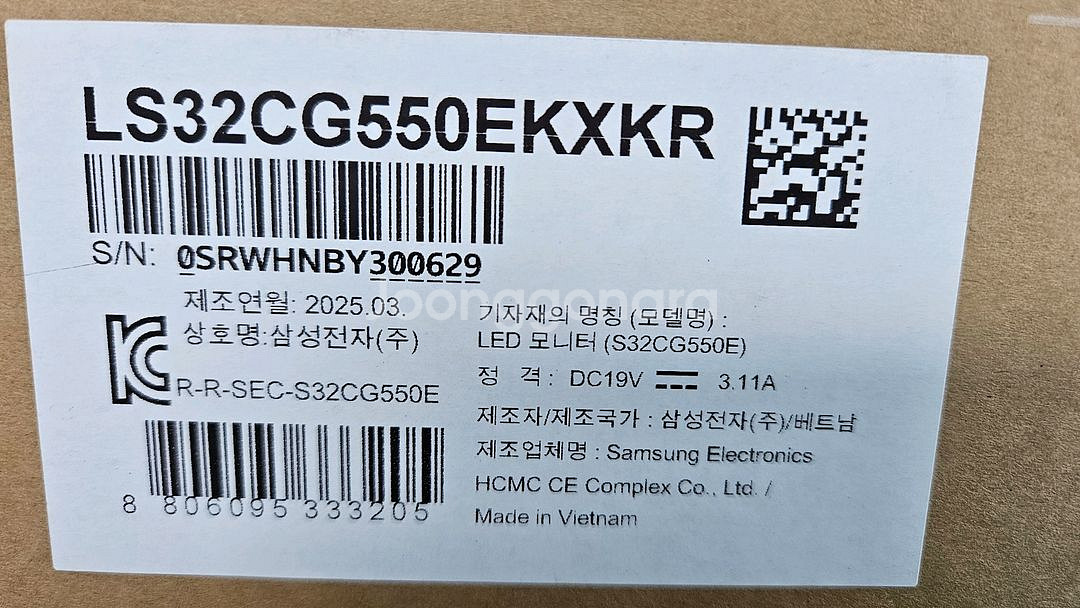 LS32CG550EKXKR
S/N: 0SRWHNBY300629
제조연월: 2025.03.
상호명:삼성전자(주)
R-R-SEC-S32CG550E
8 806095 333205
기자재의 명칭 (모델명) :
LED 모니터 (S32CG550E)
정 격 : DC19V 3.11A
제조자/제조국가 : 삼성전자(주)/베트남
제조업체명 : Samsung Electronics
HCMC CE Complex Co., Ltd. /
Made in Vietnam
joonggonara